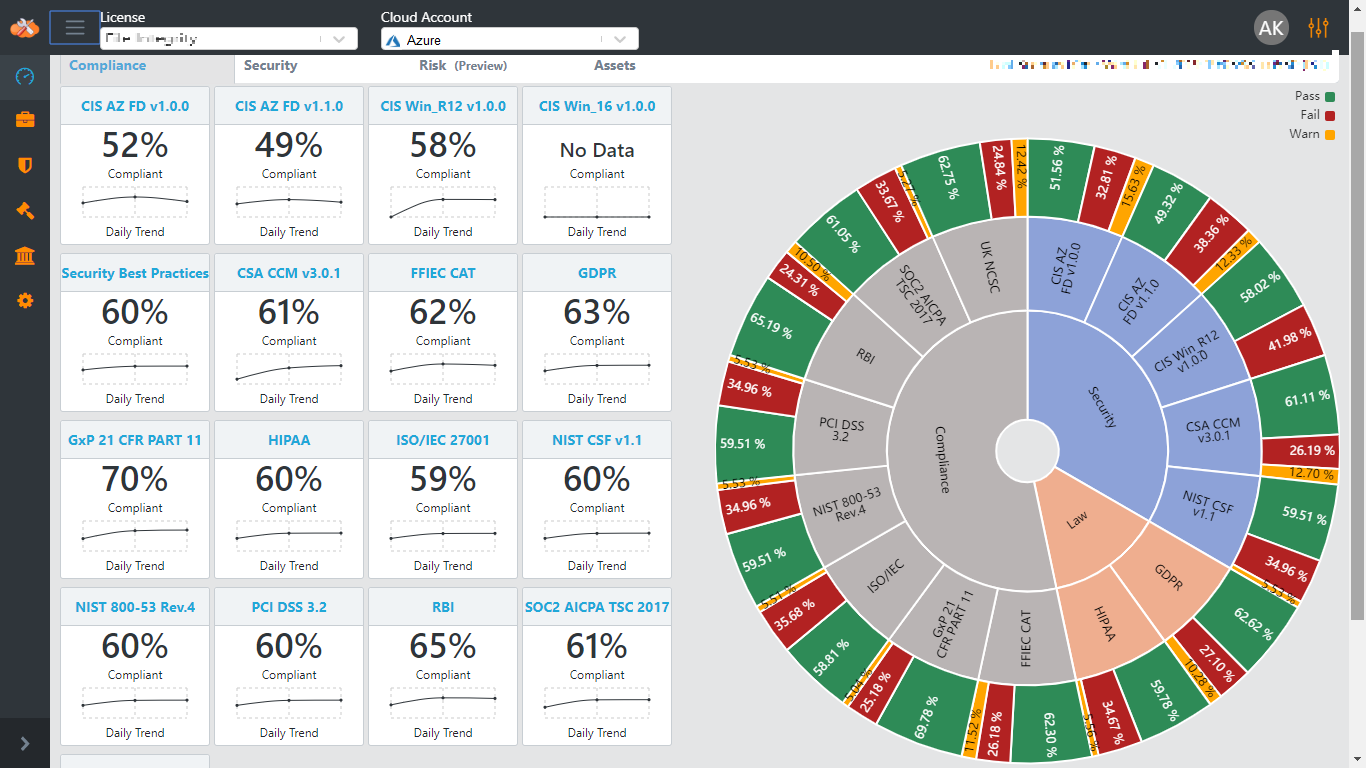 License
Cloud Account
AK
File Integrity
Azure
Compliance
Security
Risk (Preview)
Assets
CIS AZ FD v1.0.0
52%
Compliant
Daily Trend
CIS AZ FD v1.1.0
49%
Compliant
Daily Trend
CIS Win_R12 v1.0.0
58%
Compliant
Daily Trend
CIS Win_16 v1.0.0
No Data
Compliant
Daily Trend
Security Best Practices
60%
Compliant
Daily Trend
CSA CCM v3.0.1
61%
Compliant
Daily Trend
FFIEC CAT
62%
Compliant
Daily Trend
GDPR
63%
Compliant
Daily Trend
GxP 21 CFR PART 11
70%
Compliant
Daily Trend
HIPAA
60%
Compliant
Daily Trend
ISO/IEC 27001
59%
Compliant
Daily Trend
NIST CSF v1.1
60%
Compliant
Daily Trend
NIST 800-53 Rev.4
60%
Compliant
Daily Trend
PCI DSS 3.2
60%
Compliant
Daily Trend
RBI
65%
Compliant
Daily Trend
SOC2 AICPA TSC 2017
61%
Compliant
Daily Trend
Pass
Fail
Warn
Security
CIS AZ
FD v1.0.0
51.56 %
32.81 %
15.63 %
CIS AZ
FD v1.1.0
49.32 %
38.36 %
12.33 %
CIS Win_R12
v1.0.0
58.02 %
41.98 %
CSA CCM
v3.0.1
61.11 %
26.19 %
12.70 %
NIST CSF
v1.1
59.51 %
34.96 %
5.53 %
Law
GDPR
62.62 %
27.10 %
10.28 %
HIPAA
59.78 %
34.67 %
5.56 %
Compliance
FFIEC CAT
62.30 %
26.18 %
11.52 %
GxP 21
CFR PART 11
69.78 %
25.18 %
5.04 %
ISO/IEC
58.81 %
35.68 %
5.51 %
NIST 800-53
Rev.4
59.51 %
34.96 %
5.53 %
PCI DSS
3.2
59.51 %
34.96 %
5.53 %
RBI
65.19 %
24.31 %
10.50 %
SOC2 AICPA
TSC 2017
61.05 %
33.67 %
5.27 %
UK NCSC
62.75 %
24.84 %
12.42 %